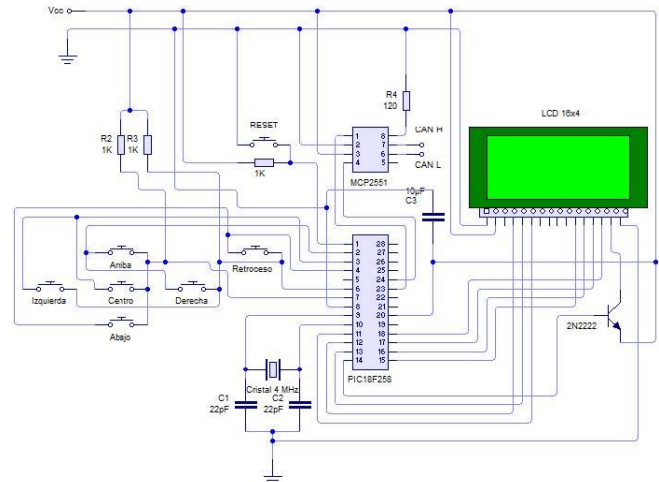 Vcc
R4
120
LCD 16x4
RESET
CAN H
R2
1K
R3
1K
1K
1 8
2 7
3 6
4 5
CAN L
MCP2551
10µF
C3
1 28
2 27
3 26
4 25
5 24
6 23
7 22
8 21
9 20
10 19
11 18
12 17
13 16
14 15
PIC18F258
Arriba
Retroceso
Izquierda
Centro
Derecha
Abajo
2N2222
Cristal 4 MHz
C1
22pF
C2
22pF